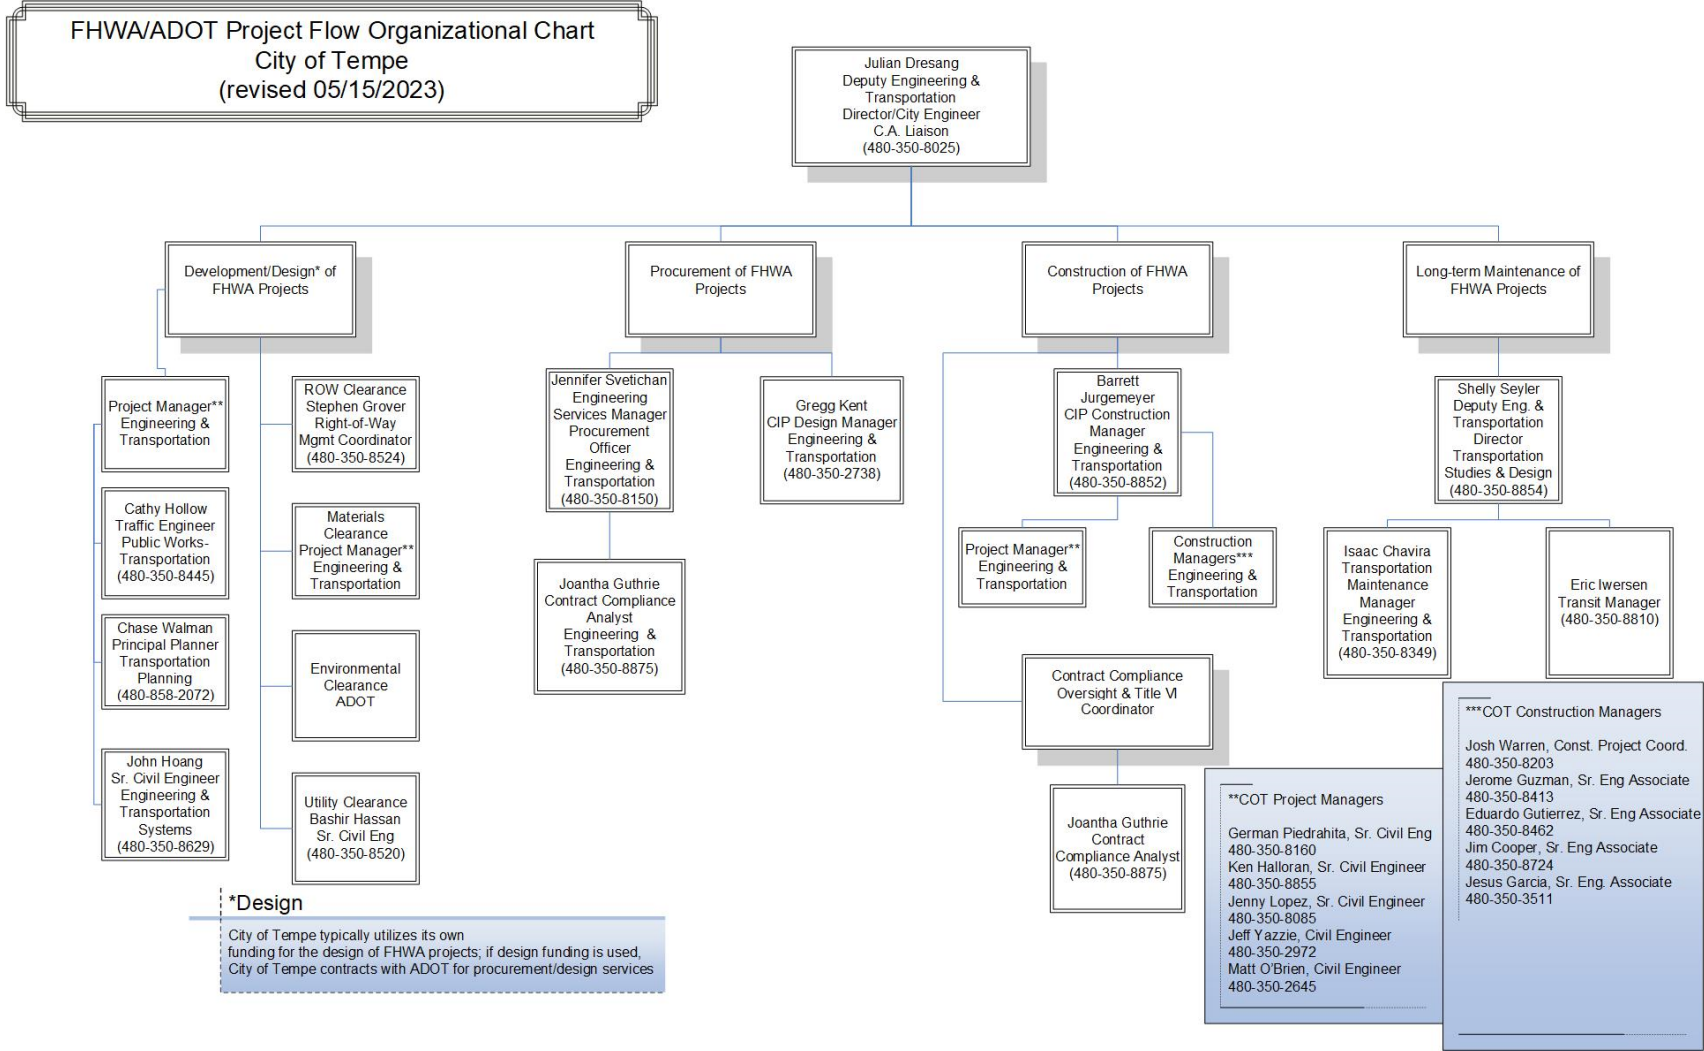 FHWA/ADOT Project Flow Organizational Chart
City of Tempe
(revised 05/15/2023)
Julian Dresang
Deputy Engineering &
Transportation
Director/City Engineer
C.A. Liaison
(480-350-8025)
Development/Design* of
FHWA Projects
Procurement of FHWA
Projects
Construction of FHWA
Projects
Long-term Maintenance of
FHWA Projects
Project Manager**
Engineering &
Transportation
Cathy Hollow
Traffic Engineer
Public Works-
Transportation
(480-350-8445)
Chase Walman
Principal Planner
Transportation
Planning
(480-858-2072)
John Hoang
Sr. Civil Engineer
Engineering &
Transportation
Systems
(480-350-8629)
ROW Clearance
Stephen Grover
Right-of-Way
Mgmt Coordinator
(480-350-8524)
Materials
Clearance
Project Manager**
Engineering &
Transportation
Environmental
Clearance
ADOT
Utility Clearance
Bashir Hassan
Sr. Civil Eng
(480-350-8520)
Jennifer Svetichan
Engineering
Services Manager
Procurement
Officer
Engineering &
Transportation
(480-350-8150)
Joantha Guthrie
Contract Compliance
Analyst
Engineering &
Transportation
(480-350-8875)
Gregg Kent
CIP Design Manager
Engineering &
Transportation
(480-350-2738)
Barrett
Jurgemeyer
CIP Construction
Manager
Engineering &
Transportation
(480-350-8852)
Project Manager**
Engineering &
Transportation
Construction
Managers***
Engineering &
Transportation
Contract Compliance
Oversight & Title VI
Coordinator
Joantha Guthrie
Contract
Compliance Analyst
(480-350-8875)
Shelly Seyler
Deputy Eng. &
Transportation
Director
Transportation
Studies & Design
(480-350-8854)
Isaac Chavira
Transportation
Maintenance
Manager
Engineering &
Transportation
(480-350-8349)
Eric Iwersen
Transit Manager
(480-350-8810)
**COT Project Managers
German Piedrahita, Sr. Civil Eng
480-350-8160
Ken Halloran, Sr. Civil Engineer
480-350-8855
Jenny Lopez, Sr. Civil Engineer
480-350-8085
Jeff Yazzie, Civil Engineer
480-350-2972
Matt O'Brien, Civil Engineer
480-350-2645
***COT Construction Managers
Josh Warren, Const. Project Coord.
480-350-8203
Jerome Guzman, Sr. Eng Associate
480-350-8413
Eduardo Gutierrez, Sr. Eng Associate
480-350-8462
Jim Cooper, Sr. Eng Associate
480-350-8724
Jesus Garcia, Sr. Eng. Associate
480-350-3511
*Design
City of Tempe typically utilizes its own
funding for the design of FHWA projects; if design funding is used,
City of Tempe contracts with ADOT for procurement/design services